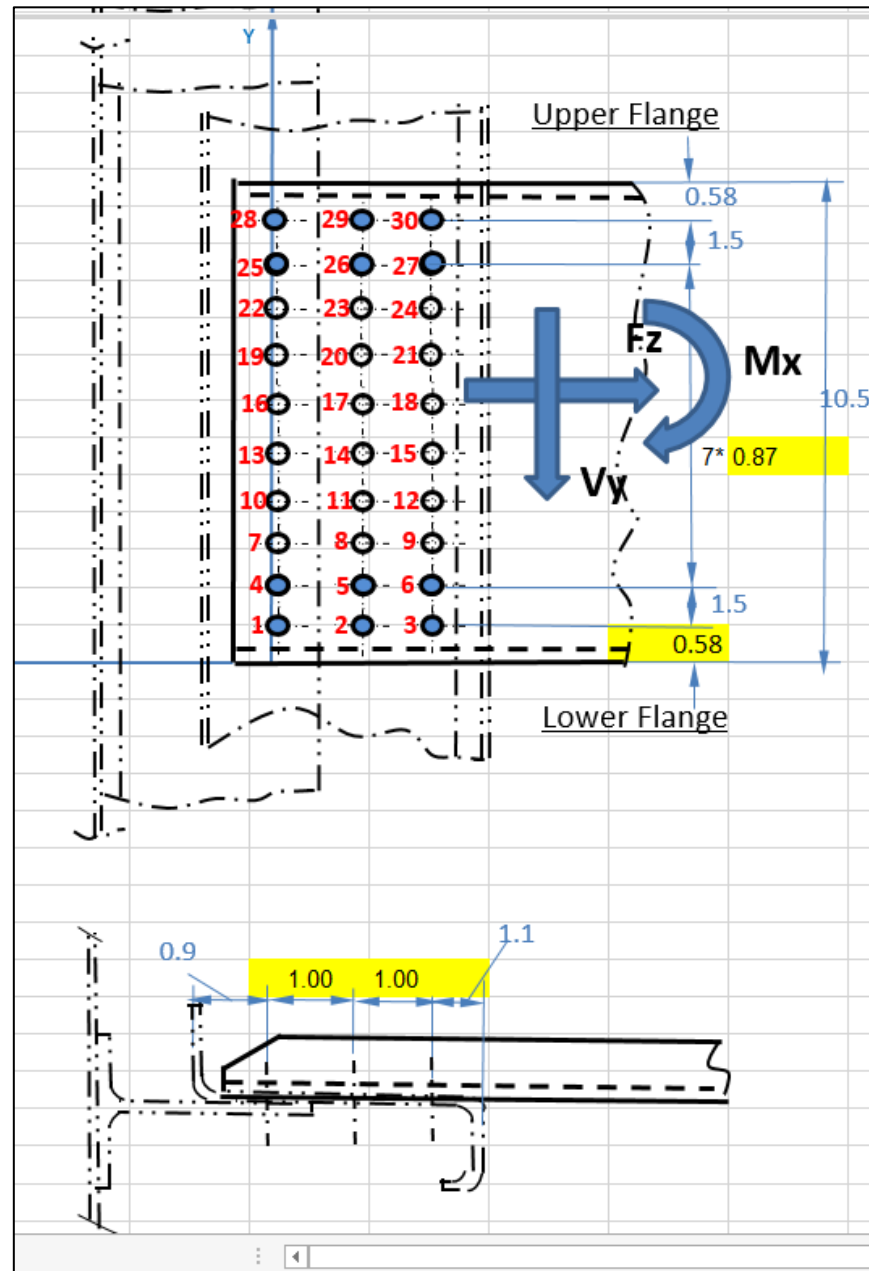 Y
Upper Flange
0.58
28 29 30
1.5
25 26 27
22 23 24
Fz
19 20 21
Mx
16 17 18
10.5
13 14 15
7* 0.87
Vy
10 11 12
7 8 9
4 5 6
1.5
1 2 3
0.58
Lower Flange
0.9
1.1
1.00 1.00